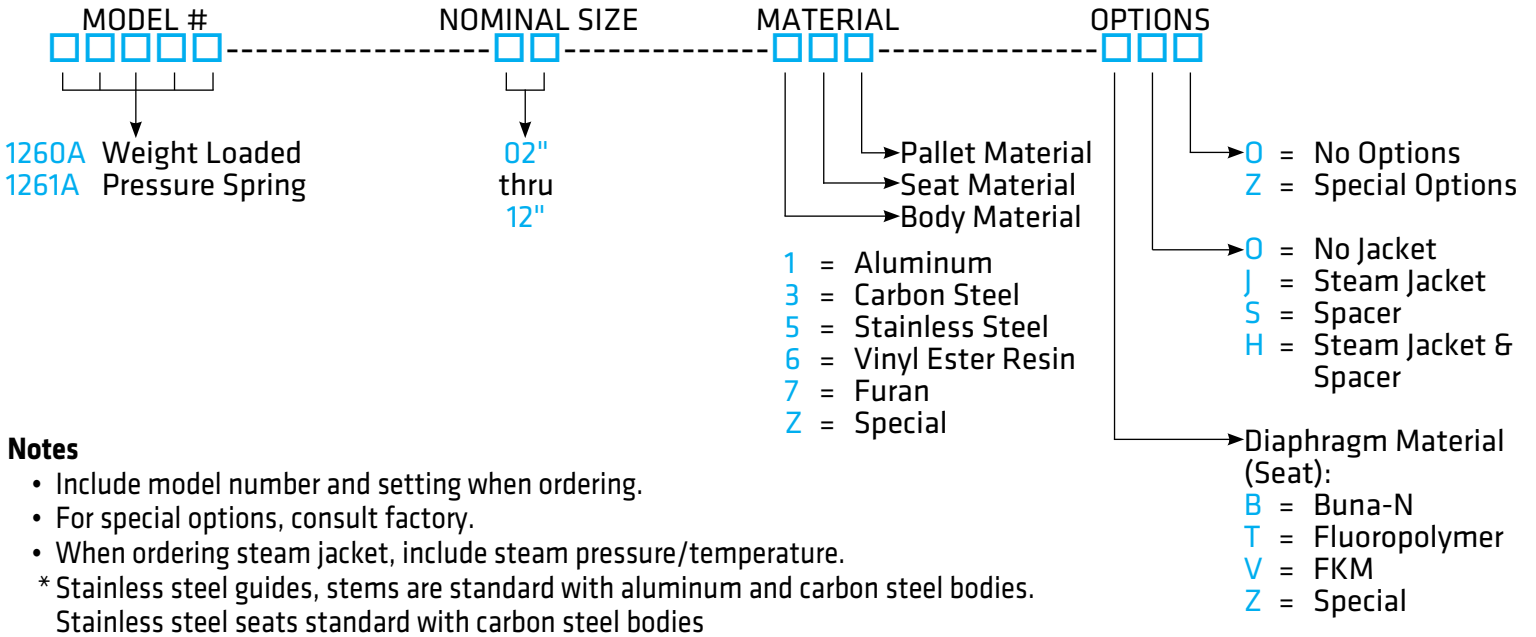 MODEL #
NOMINAL SIZE
MATERIAL
OPTIONS
1260A Weight Loaded
1261A Pressure Spring
02"
thru
12"
Pallet Material
Seat Material
Body Material
1 = Aluminum
3 = Carbon Steel
5 = Stainless Steel
6 = Vinyl Ester Resin
7 = Furan
Z = Special
0 = No Options
Z = Special Options
0 = No Jacket
J = Steam Jacket
S = Spacer
H = Steam Jacket &
Spacer
Diaphragm Material
(Seat):
B = Buna-N
T = Fluoropolymer
V = FKM
Z = Special
Notes
• Include model number and setting when ordering.
• For special options, consult factory.
• When ordering steam jacket, include steam pressure/temperature.
* Stainless steel guides, stems are standard with aluminum and carbon steel bodies.
Stainless steel seats standard with carbon steel bodies